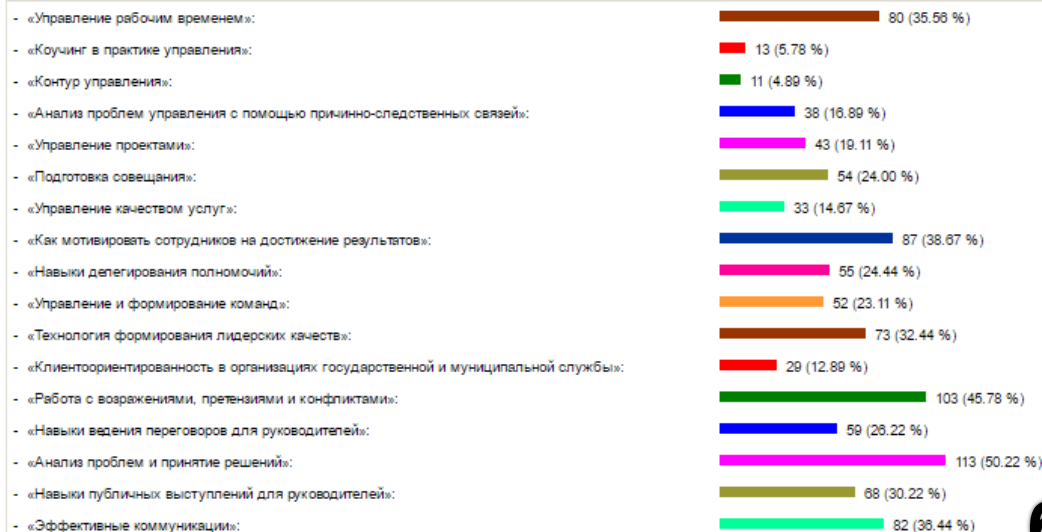 - «Управление рабочим временем»: 80 (35.56 %)
- «Коучинг в практике управления»: 13 (5.78 %)
- «Контур управления»: 11 (4.89 %)
- «Анализ проблем управления с помощью причинно-следственных связей»: 38 (16.89 %)
- «Управление проектами»: 43 (19.11 %)
- «Подготовка совещания»: 54 (24.00 %)
- «Управление качеством услуг»: 33 (14.67 %)
- «Как мотивировать сотрудников на достижение результатов»: 87 (38.67 %)
- «Навыки делегирования полномочий»: 55 (24.44 %)
- «Управление и формирование команд»: 52 (23.11 %)
- «Технология формирования лидерских качеств»: 73 (32.44 %)
- «Клиентоориентированность в организациях государственной и муниципальной службы»: 29 (12.89 %)
- «Работа с возражениями, претензиями и конфликтами»: 103 (45.78 %)
- «Навыки ведения переговоров для руководителей»: 59 (26.22 %)
- «Анализ проблем и принятие решений»: 113 (50.22 %)
- «Навыки публичных выступлений для руководителей»: 68 (30.22 %)
- «Эффективные коммуникации»: 82 (36.44 %)